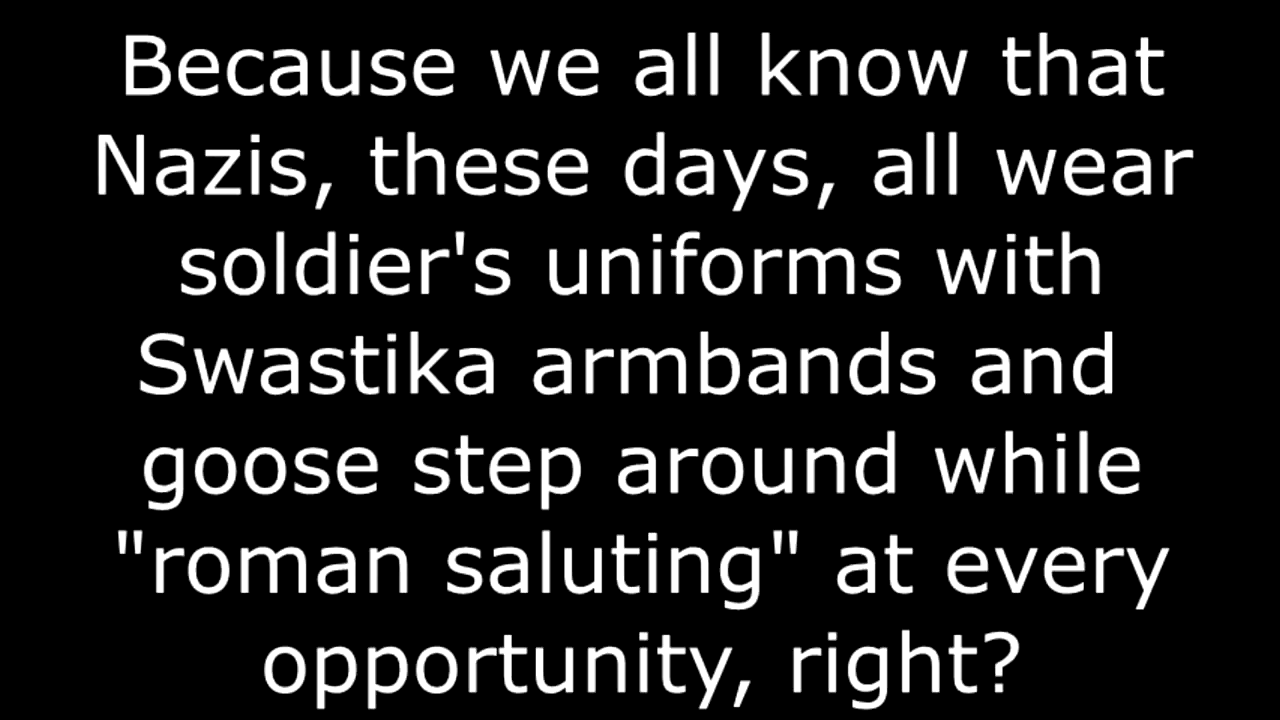 Because we all know that
Nazis, these days, all wear
soldier's uniforms with
Swastika armbands and
goose step around while
"roman saluting" at every
opportunity, right?